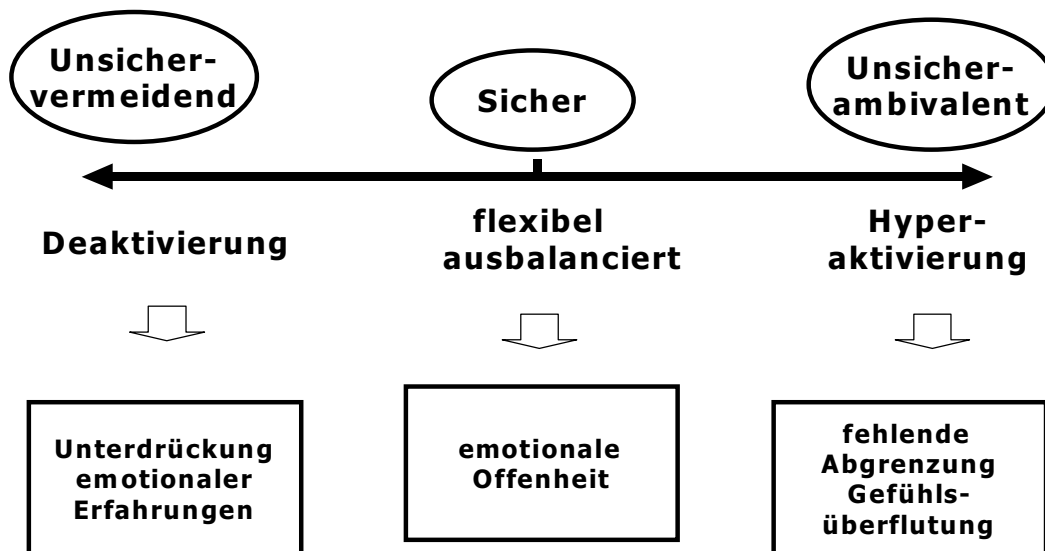 Unsicher-
vermeidend
Sicher
Unsicher-
ambivalent
Deaktivierung
flexibel
ausbalanciert
Hyper-
aktivierung
Unterdrückung
emotionaler
Erfahrungen
emotionale
Offenheit
fehlende
Abgrenzung
Gefühls-
überflutung